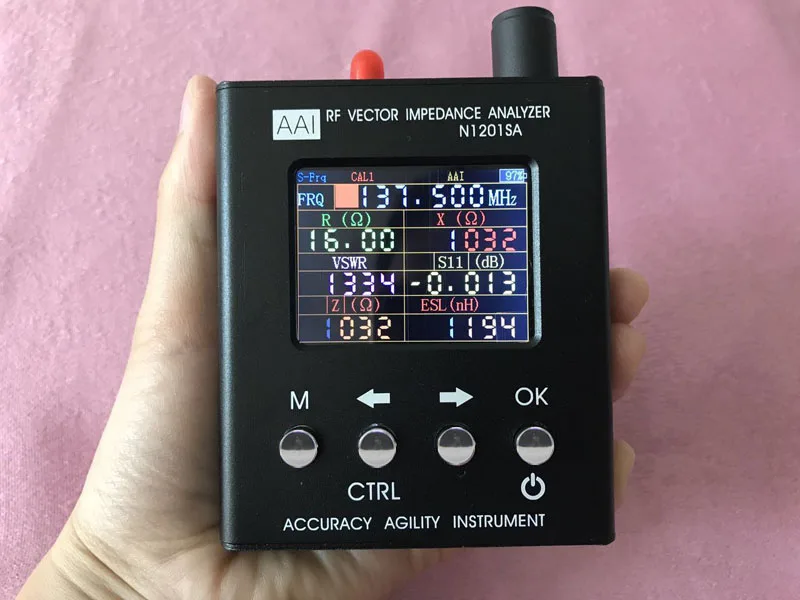 AAI RF VECTOR IMPEDANCE ANALYZER
N1201SA
S-Frq CAL1 AAI 97%
FRQ 137.500MHz
R (Ω) X (Ω)
16.00 1032
VSWR |S11|(dB)
1334 -0.013
|Z|(Ω) ESL(nH)
1032 1194
M ← → OK
CTRL
ACCURACY AGILITY INSTRUMENT